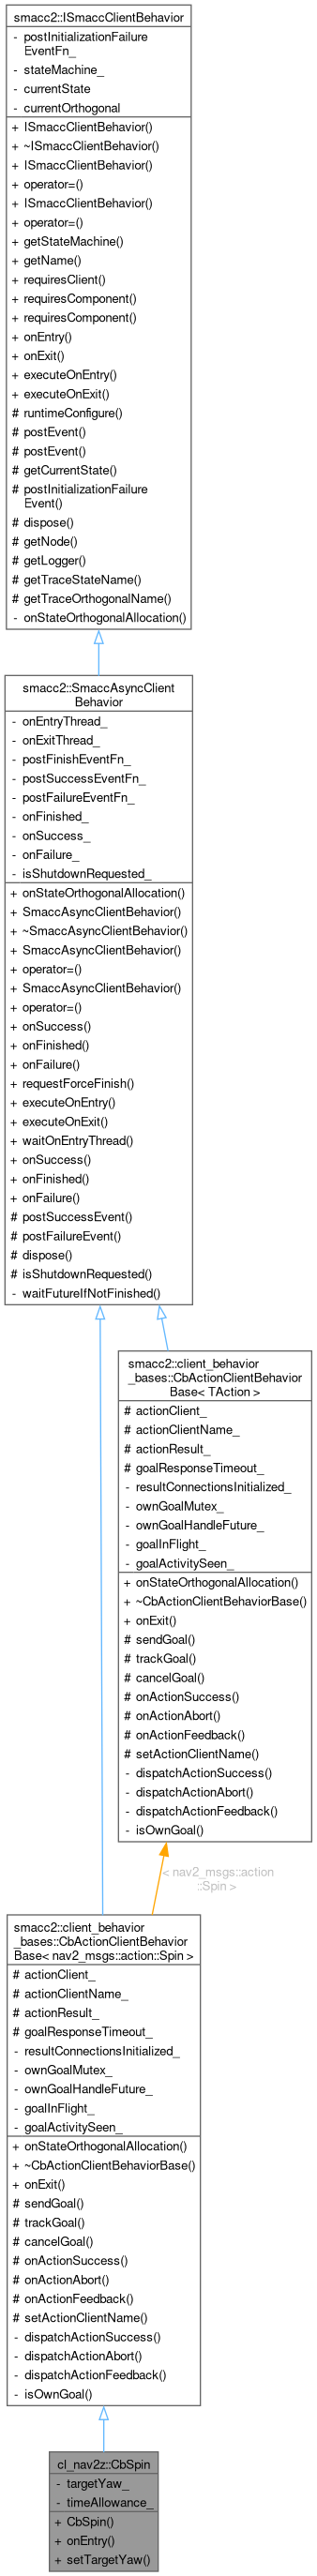 smacc2::ISmaccClientBehavior
- postInitializationFailure
EventFn_
- stateMachine_
- currentState
- currentOrthogonal
+ ISmaccClientBehavior()
+ ~ISmaccClientBehavior()
+ ISmaccClientBehavior()
+ operator=()
+ ISmaccClientBehavior()
+ operator=()
+ getStateMachine()
+ getName()
+ requiresClient()
+ requiresComponent()
+ requiresComponent()
+ onEntry()
+ onExit()
+ executeOnEntry()
+ executeOnExit()
# runtimeConfigure()
# postEvent()
# postEvent()
# getCurrentState()
# postInitializationFailure
Event()
# dispose()
# getNode()
# getLogger()
# getTraceStateName()
# getTraceOrthogonalName()
- onStateOrthogonalAllocation()
smacc2::SmaccAsyncClient
Behavior
- onEntryThread_
- onExitThread_
- postFinishEventFn_
- postSuccessEventFn_
- postFailureEventFn_
- onFinished_
- onSuccess_
- onFailure_
- isShutdownRequested_
+ onStateOrthogonalAllocation()
+ SmaccAsyncClientBehavior()
+ ~SmaccAsyncClientBehavior()
+ SmaccAsyncClientBehavior()
+ operator=()
+ SmaccAsyncClientBehavior()
+ operator=()
+ onSuccess()
+ onFinished()
+ onFailure()
+ requestForceFinish()
+ executeOnEntry()
+ executeOnExit()
+ waitOnEntryThread()
+ onSuccess()
+ onFinished()
+ onFailure()
# postSuccessEvent()
# postFailureEvent()
# dispose()
# isShutdownRequested()
- waitFutureIfNotFinished()
smacc2::client_behavior
_bases::CbActionClientBehavior
Base< TAction >
# actionClient_
# actionClientName_
# actionResult_
# goalResponseTimeout_
- resultConnectionsInitialized_
- ownGoalMutex_
- ownGoalHandleFuture_
- goalInFlight_
- goalActivitySeen_
+ onStateOrthogonalAllocation()
+ ~CbActionClientBehaviorBase()
+ onExit()
# sendGoal()
# trackGoal()
# cancelGoal()
# onActionSuccess()
# onActionAbort()
# onActionFeedback()
# setActionClientName()
- dispatchActionSuccess()
- dispatchActionAbort()
- dispatchActionFeedback()
- isOwnGoal()
< nav2_msgs::action
::Spin >
smacc2::client_behavior
_bases::CbActionClientBehavior
Base< nav2_msgs::action::Spin >
# actionClient_
# actionClientName_
# actionResult_
# goalResponseTimeout_
- resultConnectionsInitialized_
- ownGoalMutex_
- ownGoalHandleFuture_
- goalInFlight_
- goalActivitySeen_
+ onStateOrthogonalAllocation()
+ ~CbActionClientBehaviorBase()
+ onExit()
# sendGoal()
# trackGoal()
# cancelGoal()
# onActionSuccess()
# onActionAbort()
# onActionFeedback()
# setActionClientName()
- dispatchActionSuccess()
- dispatchActionAbort()
- dispatchActionFeedback()
- isOwnGoal()
cl_nav2z::CbSpin
- targetYaw_
- timeAllowance_
+ CbSpin()
+ onEntry()
+ setTargetYaw()